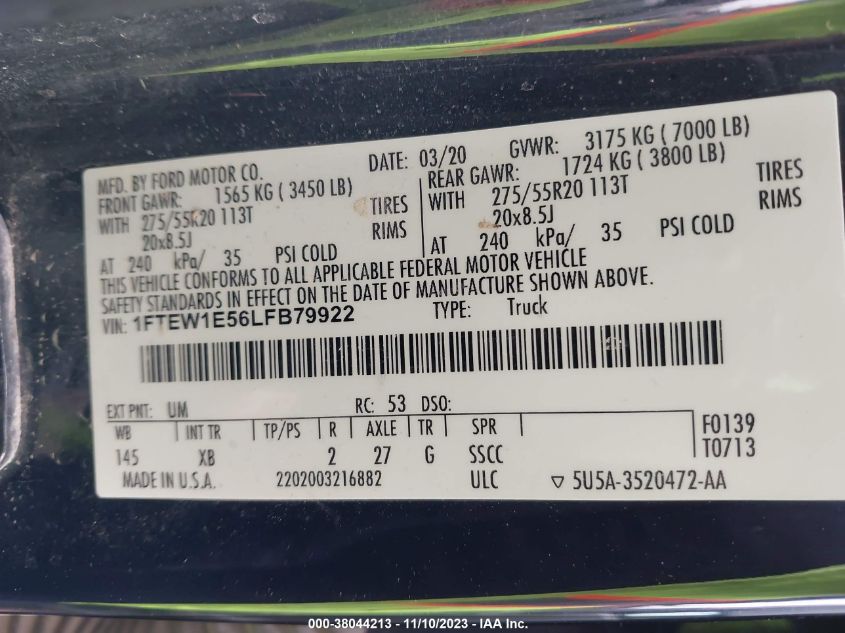 MFD. BY FORD MOTOR CO. DATE: 03/20 GVWR: 3175 KG ( 7000 LB)
FRONT GAWR: 1565 KG ( 3450 LB) REAR GAWR: 1724 KG ( 3800 LB)
WITH 275/55R20 113T TIRES WITH 275/55R20 113T TIRES
20x8.5J RIMS 20x8.5J RIMS
AT 240 kPa/ 35 PSI COLD AT 240 kPa/ 35 PSI COLD
THIS VEHICLE CONFORMS TO ALL APPLICABLE FEDERAL MOTOR VEHICLE
SAFETY STANDARDS IN EFFECT ON THE DATE OF MANUFACTURE SHOWN ABOVE.
VIN: 1FTEW1E56LFB79922 TYPE: Truck
EXT PNT: UM RC: 53 DSO:
WB INT TR TP/PS R AXLE TR SPR F0139
145 XB 2 27 G SSCC T0713
MADE IN U.S.A. 2202003216882 ULC ▽ 5U5A-3520472-AA
000-38044213 - 11/10/2023 - IAA Inc.